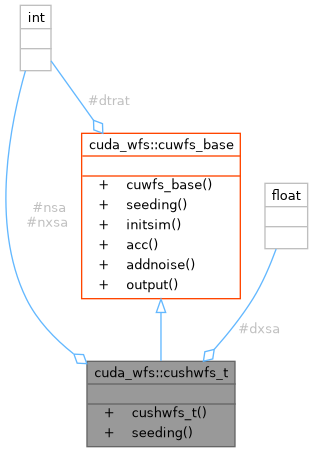 int
#dtrat
cuda_wfs::cuwfs_base
+ cuwfs_base()
+ seeding()
+ initsim()
+ acc()
+ addnoise()
+ output()
float
#nsa
#nxsa
#dxsa
cuda_wfs::cushwfs_t
+ cushwfs_t()
+ seeding()